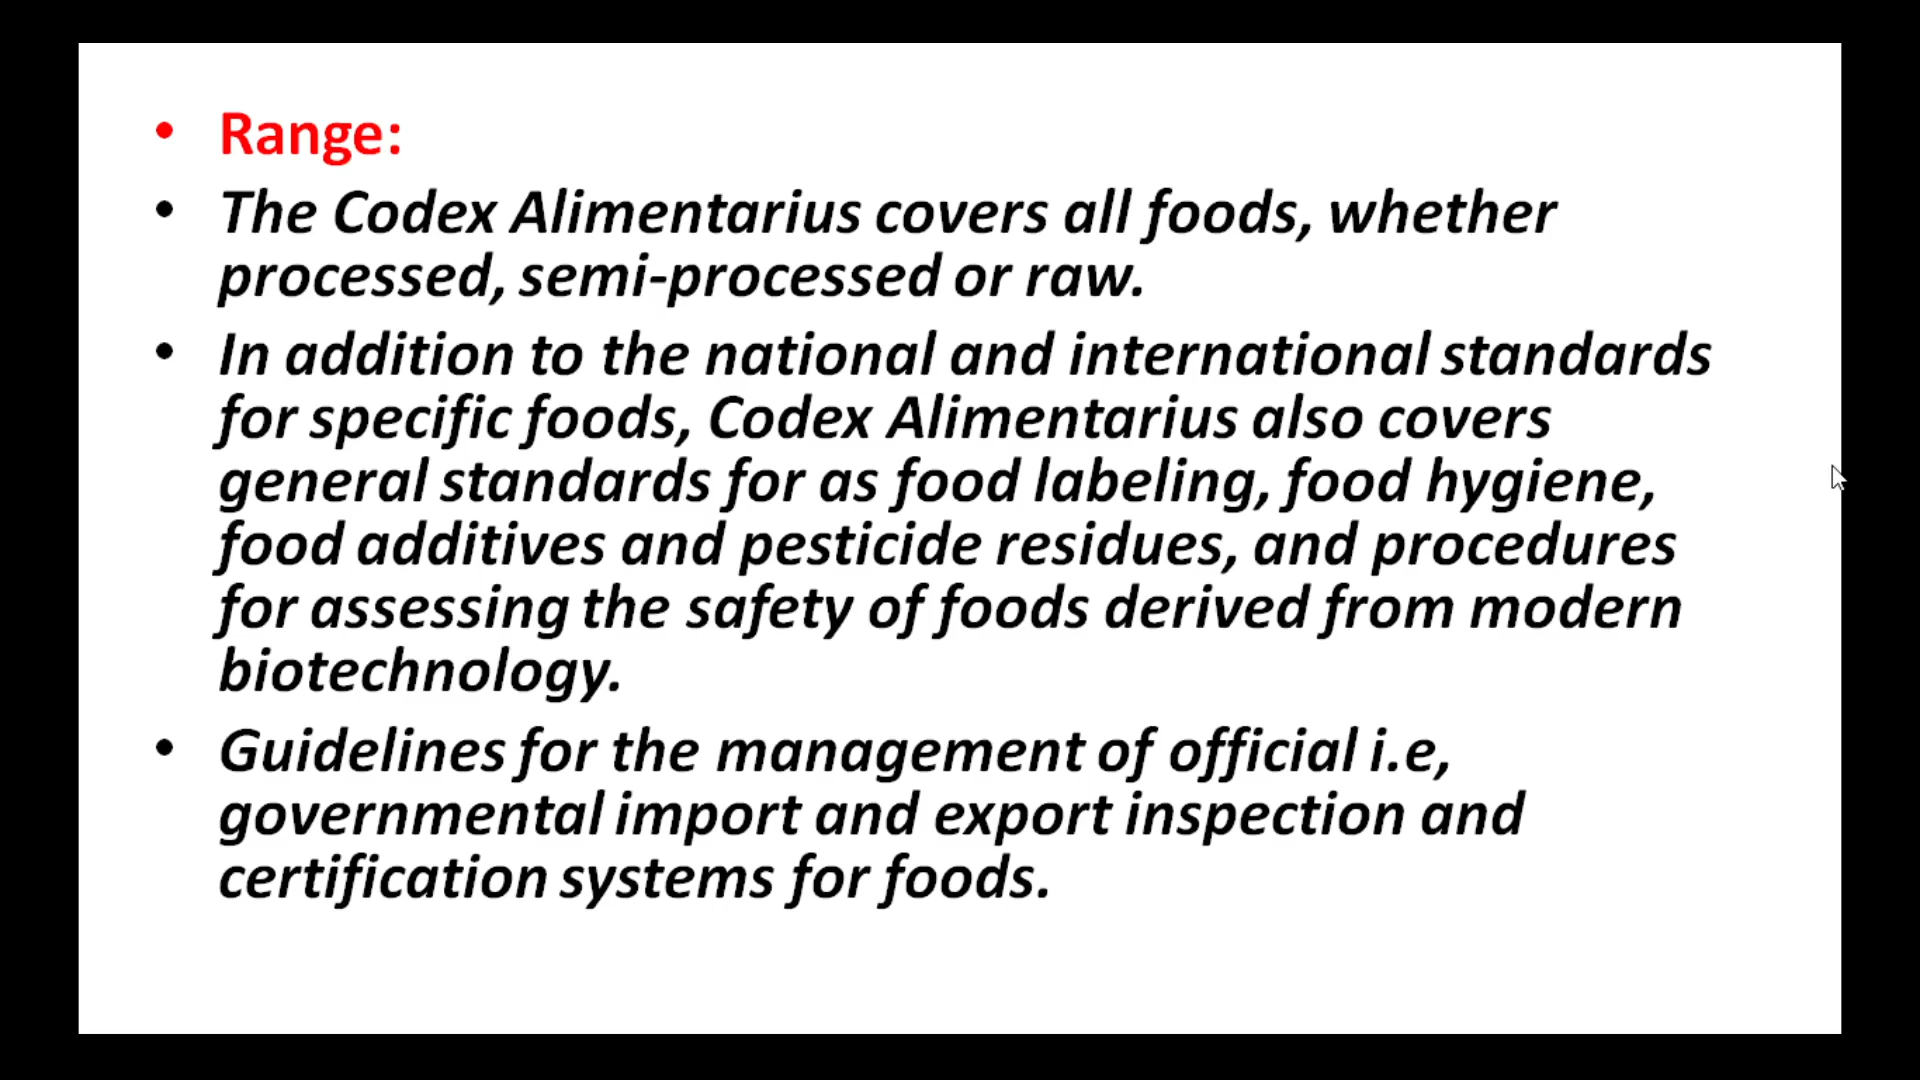 • Range:
• The Codex Alimentarius covers all foods, whether
processed, semi-processed or raw.
• In addition to the national and international standards
for specific foods, Codex Alimentarius also covers
general standards for as food labeling, food hygiene,
food additives and pesticide residues, and procedures
for assessing the safety of foods derived from modern
biotechnology.
• Guidelines for the management of official i.e,
governmental import and export inspection and
certification systems for foods.